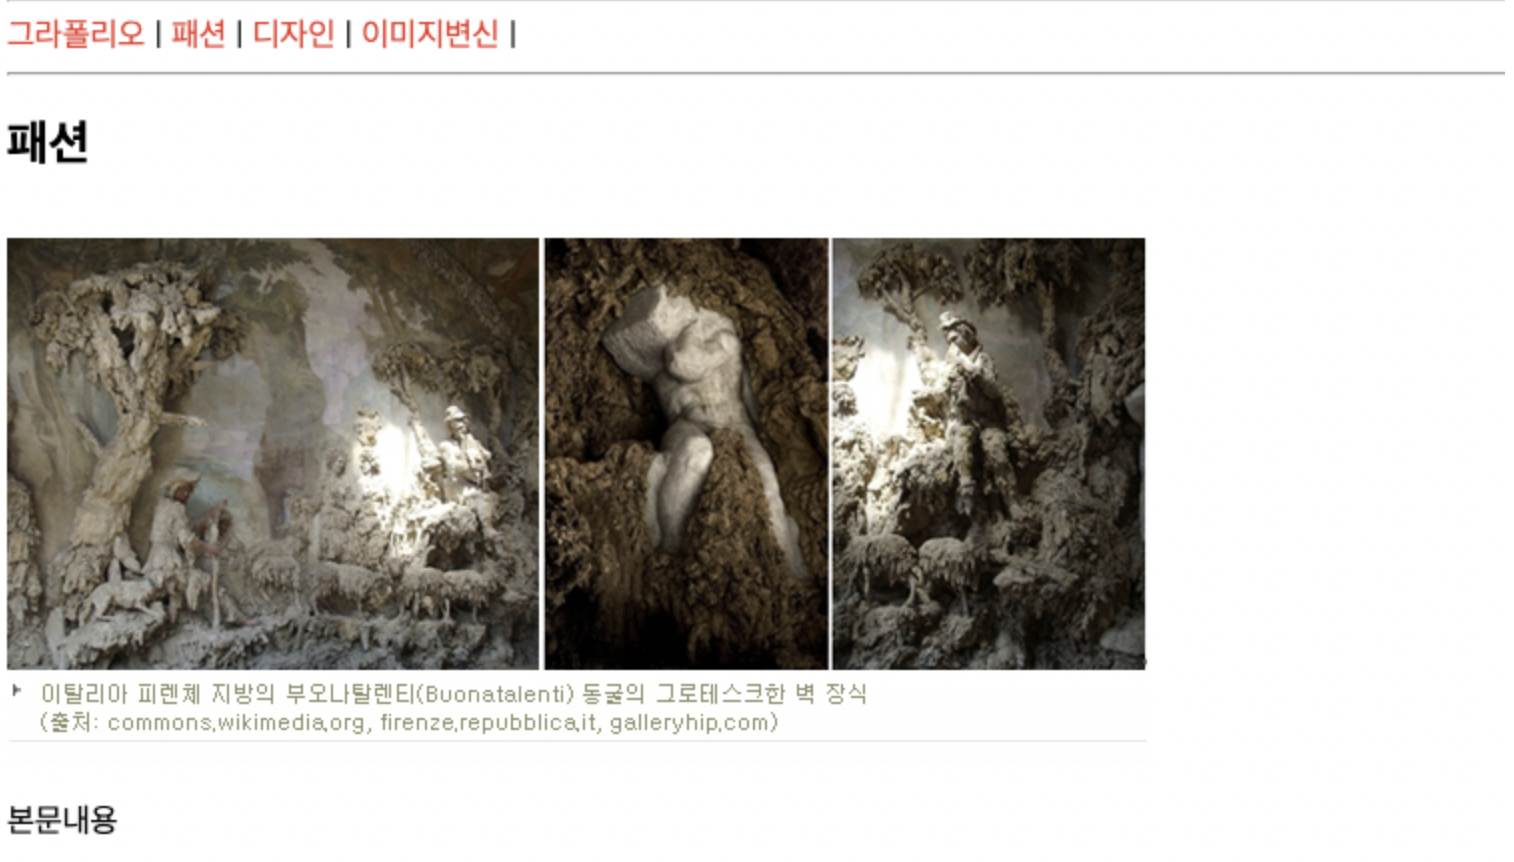 그라폴리오 | 패션 | 디자인 | 이미지변신 |
패션
이탈리아 피렌체 지방의 부오나탈렌티(Buonatalenti) 동굴의 그로테스크한 벽 장식
(출처: commons.wikimedia.org, firenze.repubblica.it, galleryhip.com)
본문내용